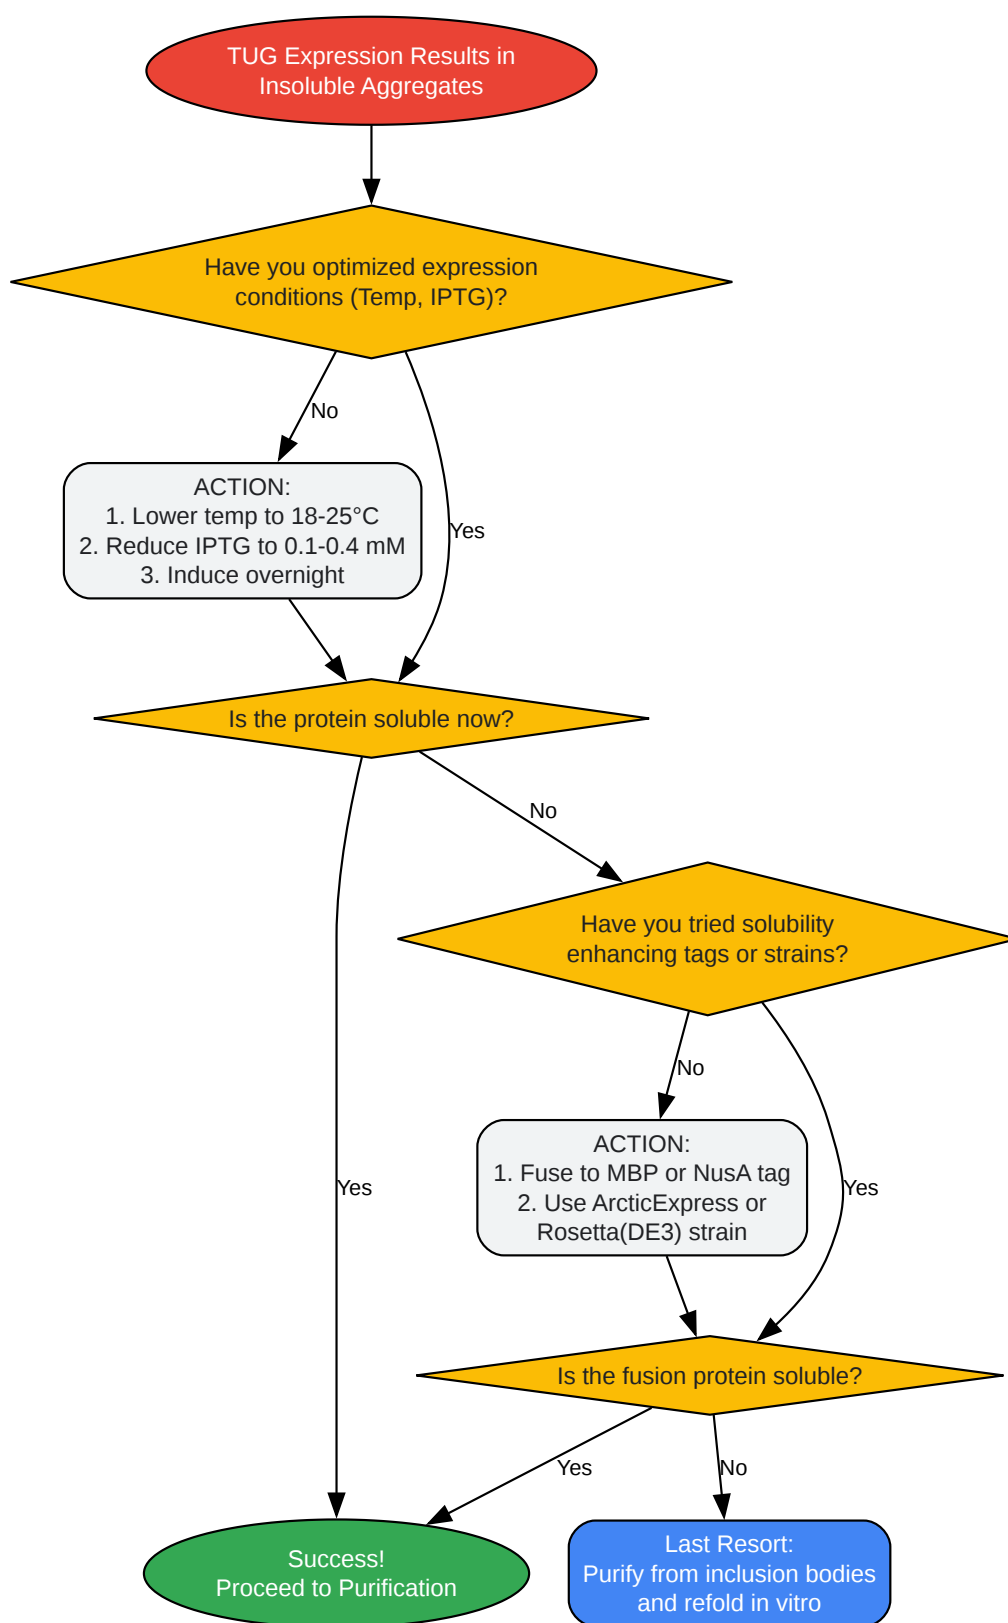 TUG Expression Results in
Insoluble Aggregates
Have you optimized expression
conditions (Temp, IPTG)?
No
Yes
ACTION:
1. Lower temp to 18-25°C
2. Reduce IPTG to 0.1-0.4 mM
3. Induce overnight
Is the protein soluble now?
No
Yes
Have you tried solubility
enhancing tags or strains?
No
Yes
ACTION:
1. Fuse to MBP or NusA tag
2. Use ArcticExpress or
Rosetta(DE3) strain
Is the fusion protein soluble?
Yes
No
Success!
Proceed to Purification
Last Resort:
Purify from inclusion bodies
and refold in vitro